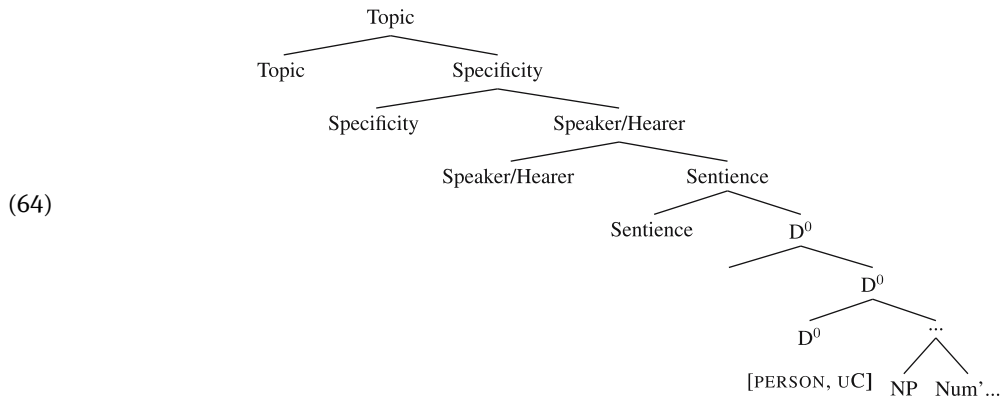 Topic
Topic Specificity
Specificity Speaker/Hearer
Speaker/Hearer Sentience
(64)
Sentience D⁰
D⁰
D⁰ ...
[PERSON, UC] NP Num'...